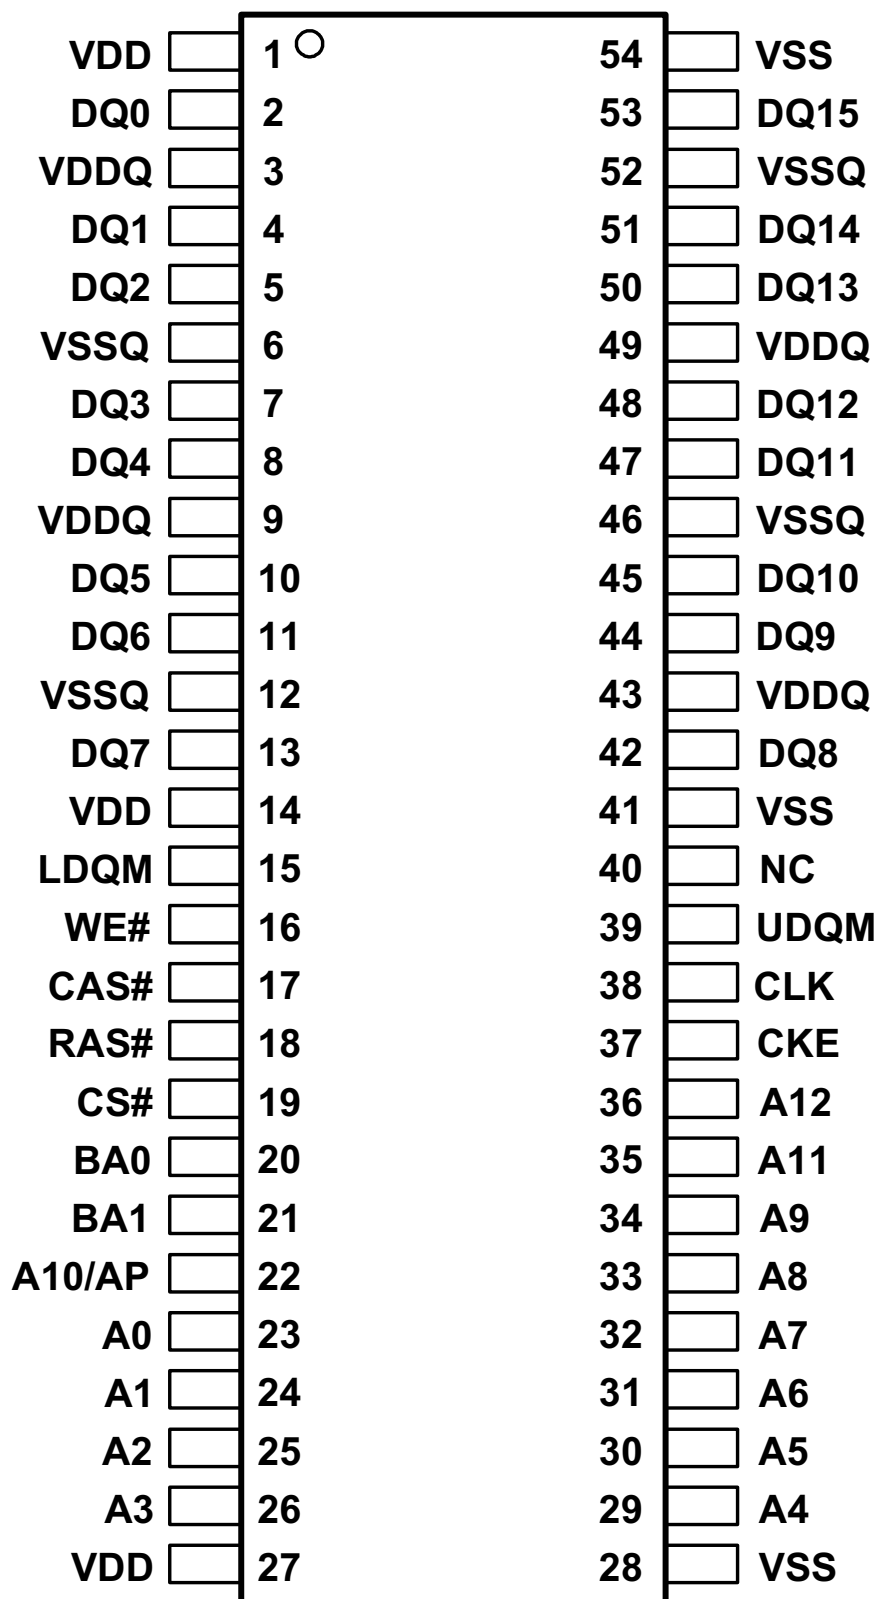 VDD 1 54 VSS
DQ0 2 53 DQ15
VDDQ 3 52 VSSQ
DQ1 4 51 DQ14
DQ2 5 50 DQ13
VSSQ 6 49 VDDQ
DQ3 7 48 DQ12
DQ4 8 47 DQ11
VDDQ 9 46 VSSQ
DQ5 10 45 DQ10
DQ6 11 44 DQ9
VSSQ 12 43 VDDQ
DQ7 13 42 DQ8
VDD 14 41 VSS
LDQM 15 40 NC
WE# 16 39 UDQM
CAS# 17 38 CLK
RAS# 18 37 CKE
CS# 19 36 A12
BA0 20 35 A11
BA1 21 34 A9
A10/AP 22 33 A8
A0 23 32 A7
A1 24 31 A6
A2 25 30 A5
A3 26 29 A4
VDD 27 28 VSS